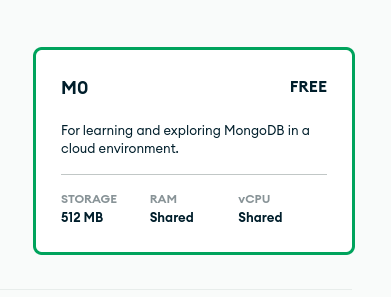 M0 FREE
For learning and exploring MongoDB in a
cloud environment.
STORAGE RAM vCPU
512 MB Shared Shared